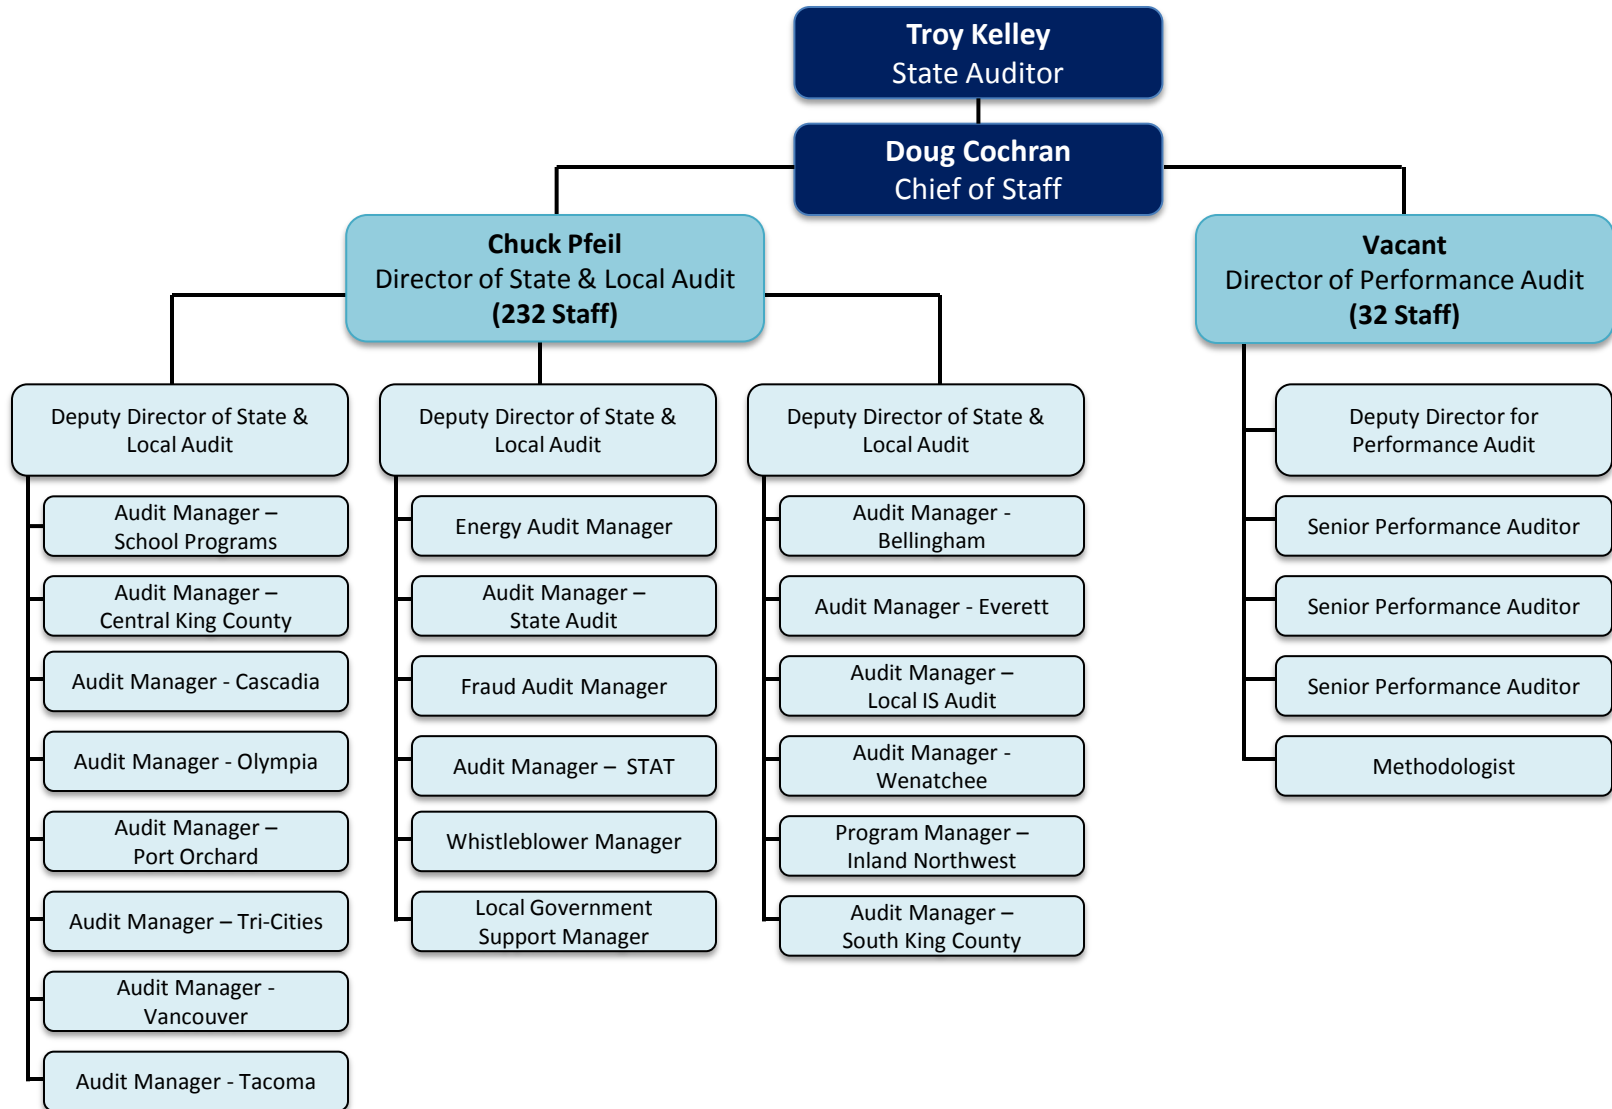 Troy Kelley
State Auditor
Doug Cochran
Chief of Staff
Chuck Pfeil
Director of State & Local Audit
(232 Staff)
Vacant
Director of Performance Audit
(32 Staff)
Deputy Director of State &
Local Audit
Audit Manager –
School Programs
Audit Manager –
Central King County
Audit Manager - Cascadia
Audit Manager - Olympia
Audit Manager –
Port Orchard
Audit Manager – Tri-Cities
Audit Manager -
Vancouver
Audit Manager - Tacoma
Deputy Director of State &
Local Audit
Energy Audit Manager
Audit Manager –
State Audit
Fraud Audit Manager
Audit Manager – STAT
Whistleblower Manager
Local Government
Support Manager
Deputy Director of State &
Local Audit
Audit Manager -
Bellingham
Audit Manager - Everett
Audit Manager –
Local IS Audit
Audit Manager -
Wenatchee
Program Manager –
Inland Northwest
Audit Manager –
South King County
Deputy Director for
Performance Audit
Senior Performance Auditor
Senior Performance Auditor
Senior Performance Auditor
Methodologist